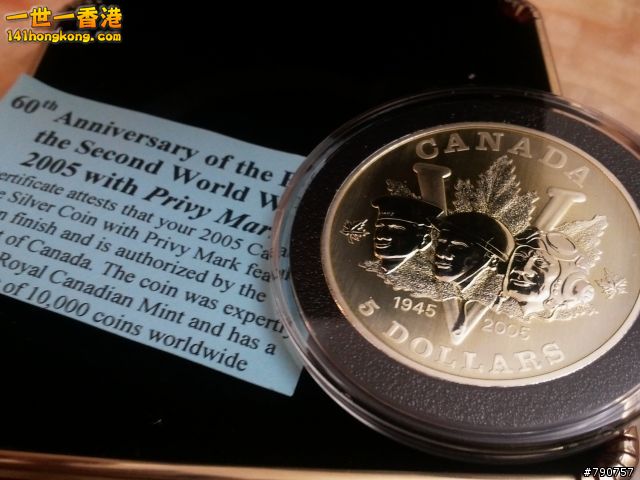 一世一香港
141hongkong.com
60th Anniversary of the
the Second World
2005 with Privy Mar
ertificate attests that your 2005 Ca
Silver Coin with Privy Mark fea
n finish and is authorized by the
t of Canada. The coin was expertl
Royal Canadian Mint and has a
of 10,000 coins worldwide
CANADA
1945
2005
5 DOLLARS
#790757